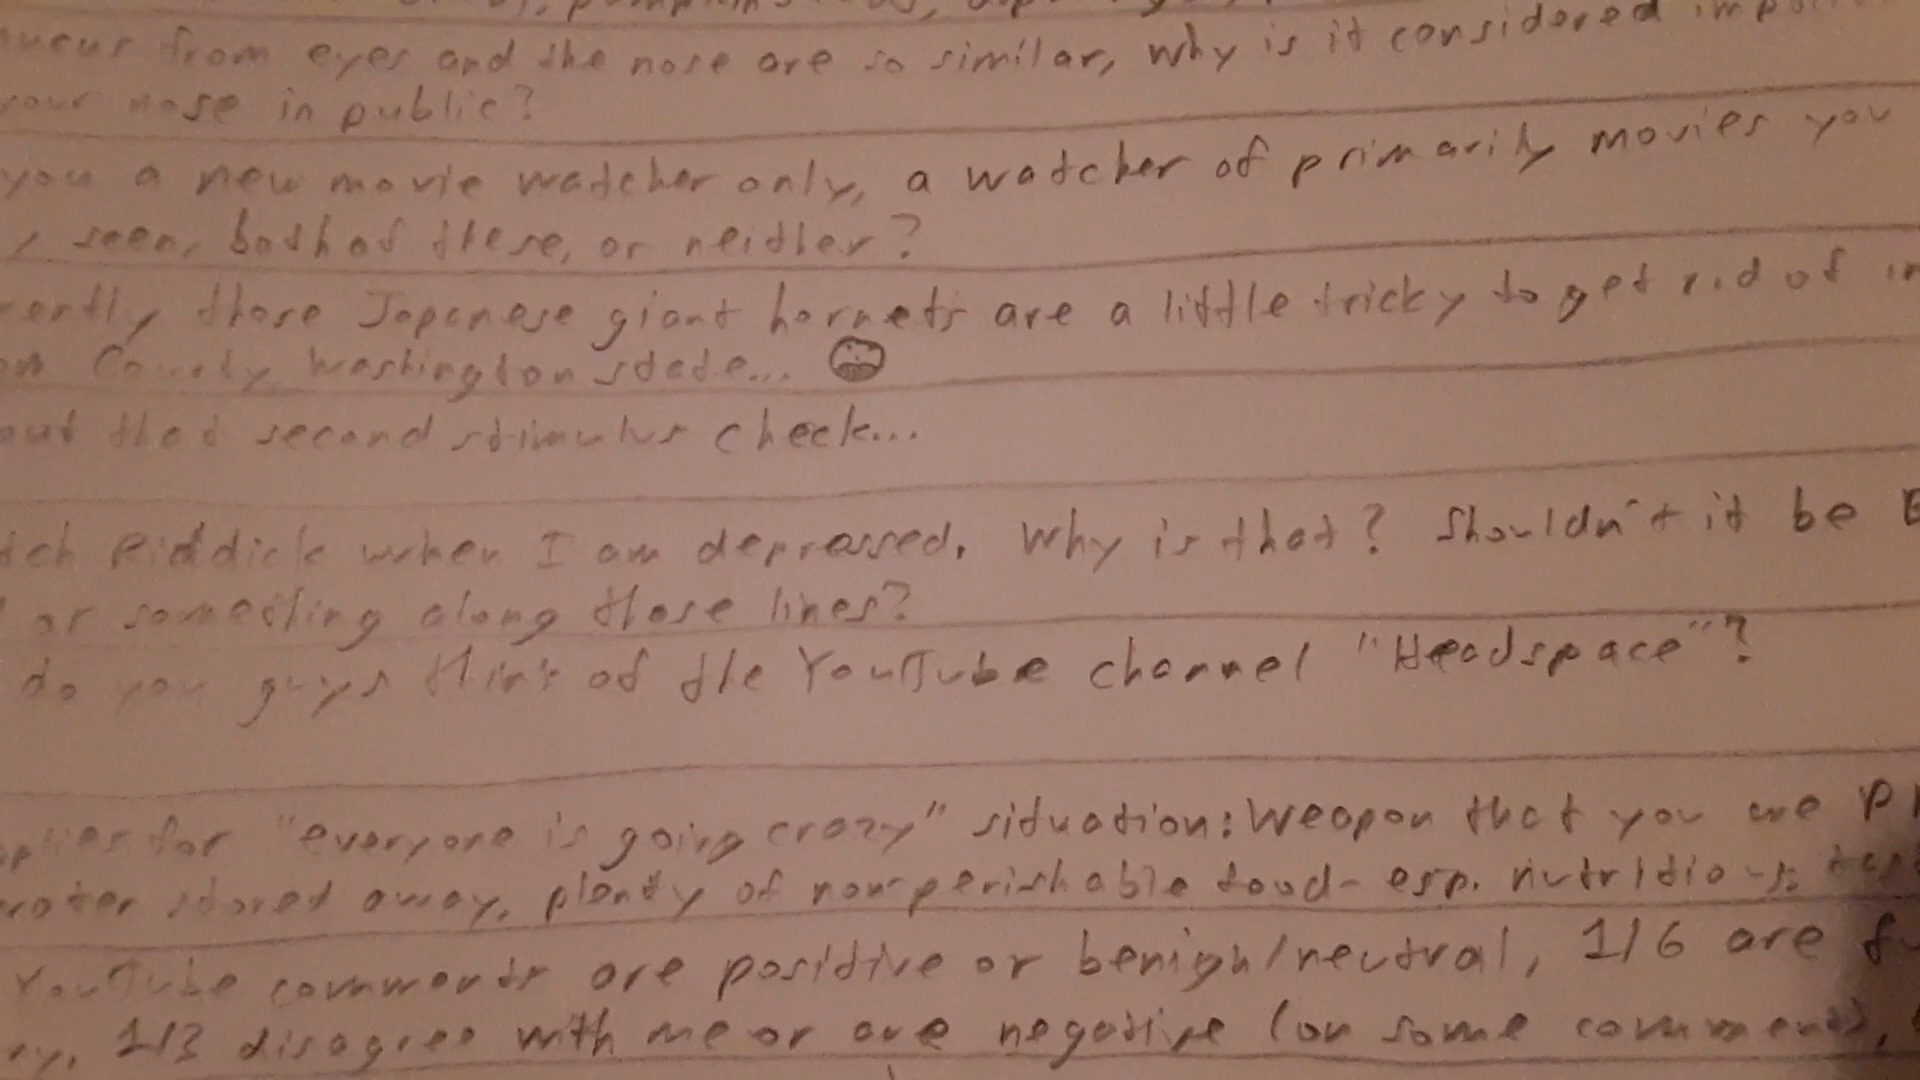 from eyes and the nose are so similar, why is it considered
your nose in public?
you a new movie watcher only, a watcher of primarily movies you
seen, both of these, or neither?
those Japanese giant hornets are a little tricky to get rid of in
County Washington state...
that second stimulus check...
Riddick when I am depressed. Why is that? Shouldn't it be
or something along those lines?
do you guys think of the YouTube channel "Headspace"?
for "everyone is going crazy" situation: Weapon that you are
water stored away, plenty of nonperishable food- esp. nutritious,
YouTube comments are positive or benign/neutral, 1/6 are
1/3 disagree with me or are negative (on some comments),